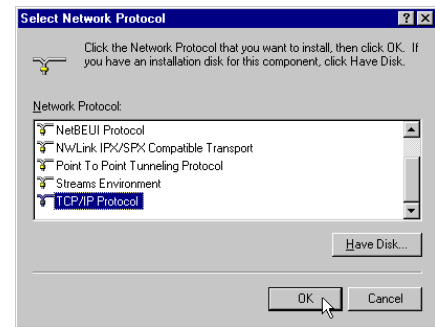 Select Network Protocol
Click the Network Protocol that you want to install, then click OK. If
you have an installation disk for this component, click Have Disk.
Network Protocol:
NetBEUI Protocol
NWLink IPX/SPX Compatible Transport
Point To Point Tunneling Protocol
Streams Environment
TCP/IP Protocol
Have Disk...
OK
Cancel